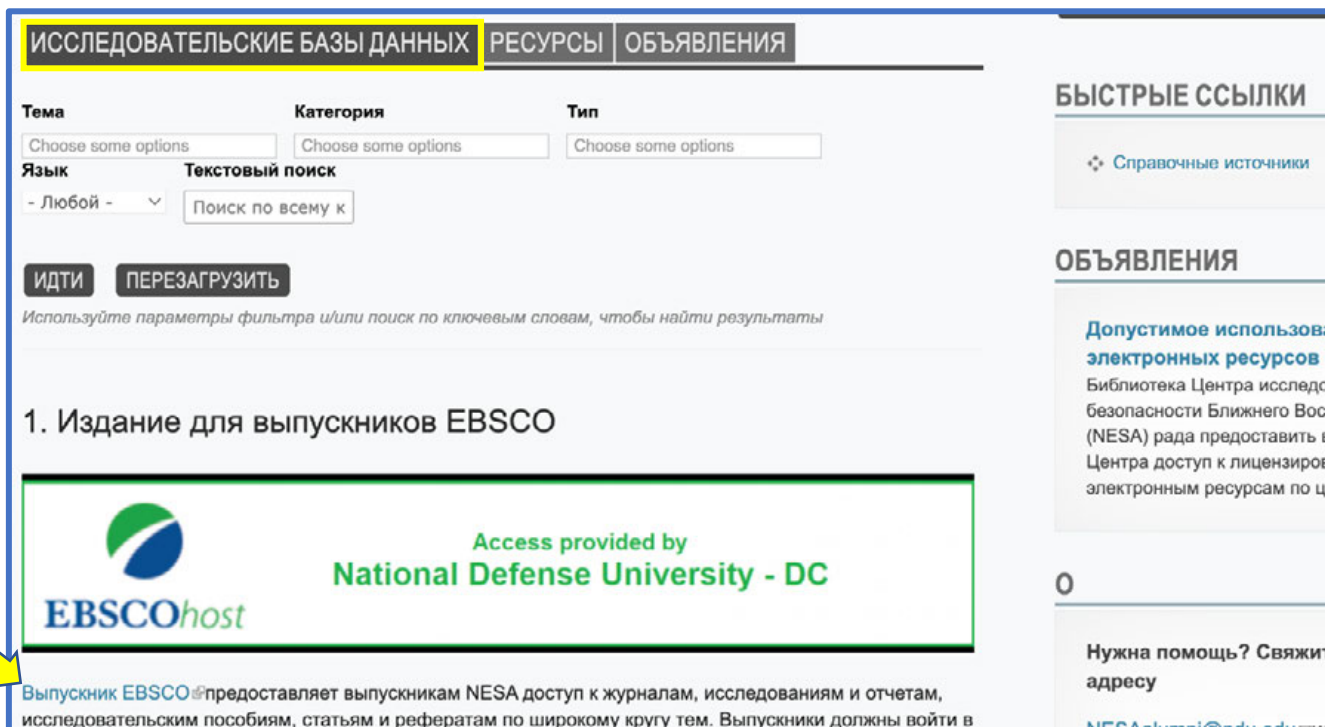 ИССЛЕДОВАТЕЛЬСКИЕ БАЗЫ ДАННЫХ РЕСУРСЫ ОБЪЯВЛЕНИЯ
Тема Категория Тип
Choose some options Choose some options Choose some options
Язык Текстовый поиск
- Любой - Поиск по всему к
ИДТИ ПЕРЕЗАГРУЗИТЬ
Используйте параметры фильтра и/или поиск по ключевым словам, чтобы найти результаты
1. Издание для выпускников EBSCO
EBSCOhost
Access provided by
National Defense University - DC
Выпускник EBSCO предоставляет выпускникам NESA доступ к журналам, исследованиям и отчетам,
исследовательским пособиям, статьям и рефератам по широкому кругу тем. Выпускники должны войти в
БЫСТРЫЕ ССЫЛКИ
Справочные источники
ОБЪЯВЛЕНИЯ
Допустимое использова
электронных ресурсов
Библиотека Центра исследо
безопасности Ближнего Вос
(NESA) рада предоставить в
Центра доступ к лицензиров
электронным ресурсам по ц
О
Нужна помощь? Свяжит
адресу